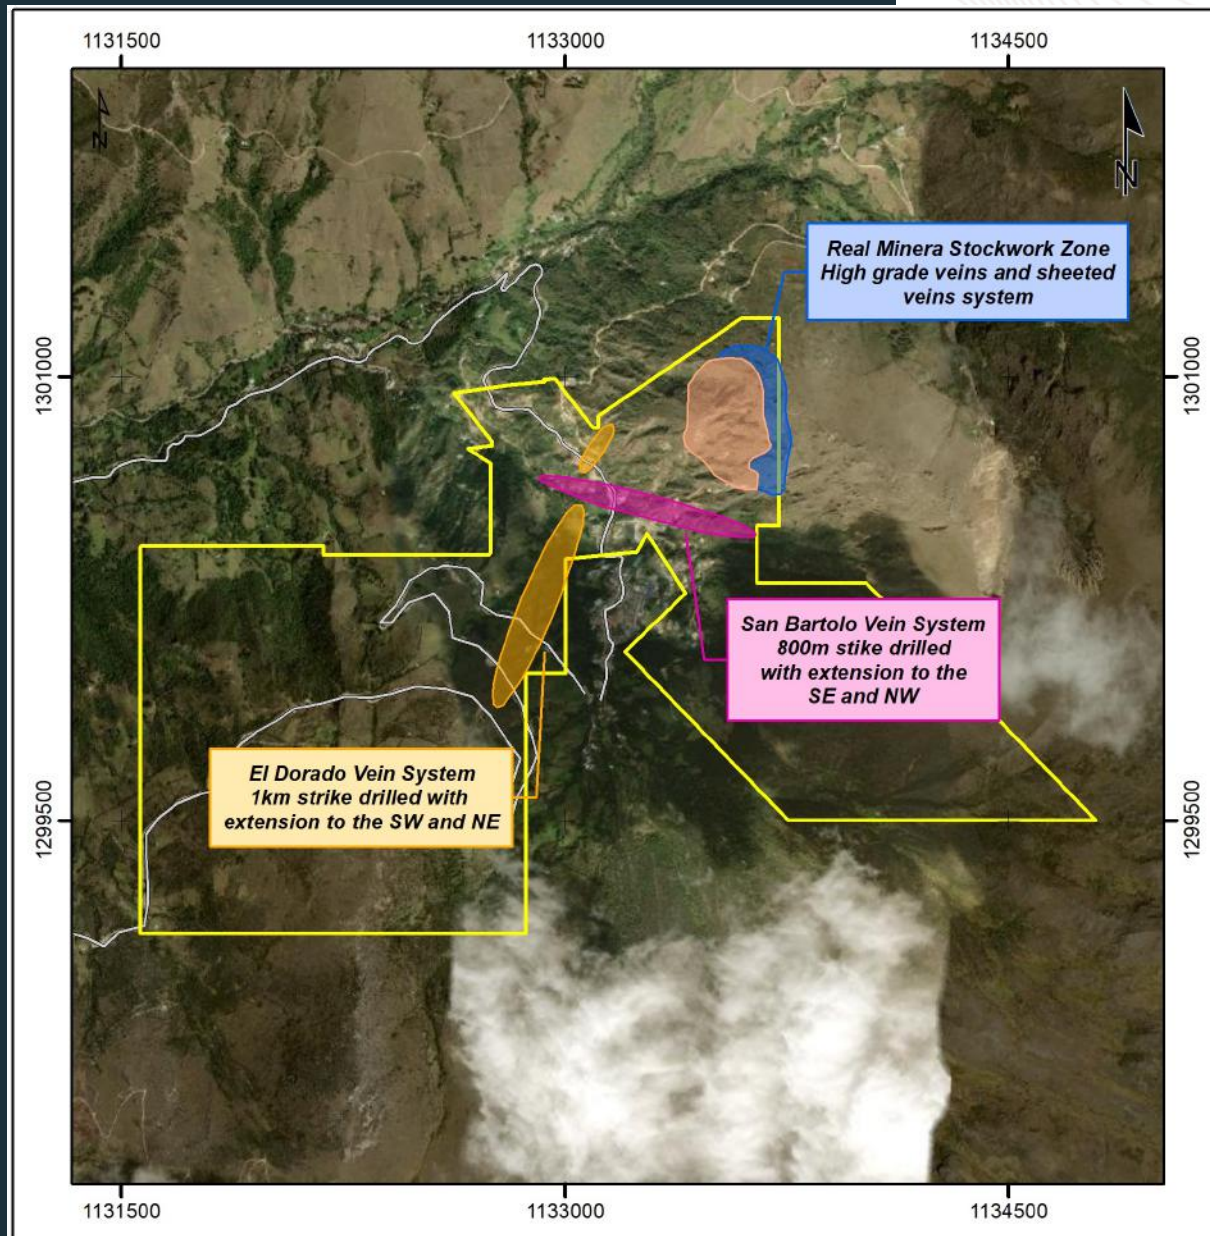 1131500
1133000
1134500
N
N
Real Minera Stockwork Zone
High grade veins and sheeted
veins system
1301000
1301000
San Bartolo Vein System
800m stike drilled
with extension to the
SE and NW
El Dorado Vein System
1km strike drilled with
extension to the SW and NE
1299500
1299500
1131500
1133000
1134500